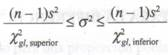 (n – 1)s² / χ²gl, superior ≤ σ² ≤ (n – 1)s² / χ²gl, inferior